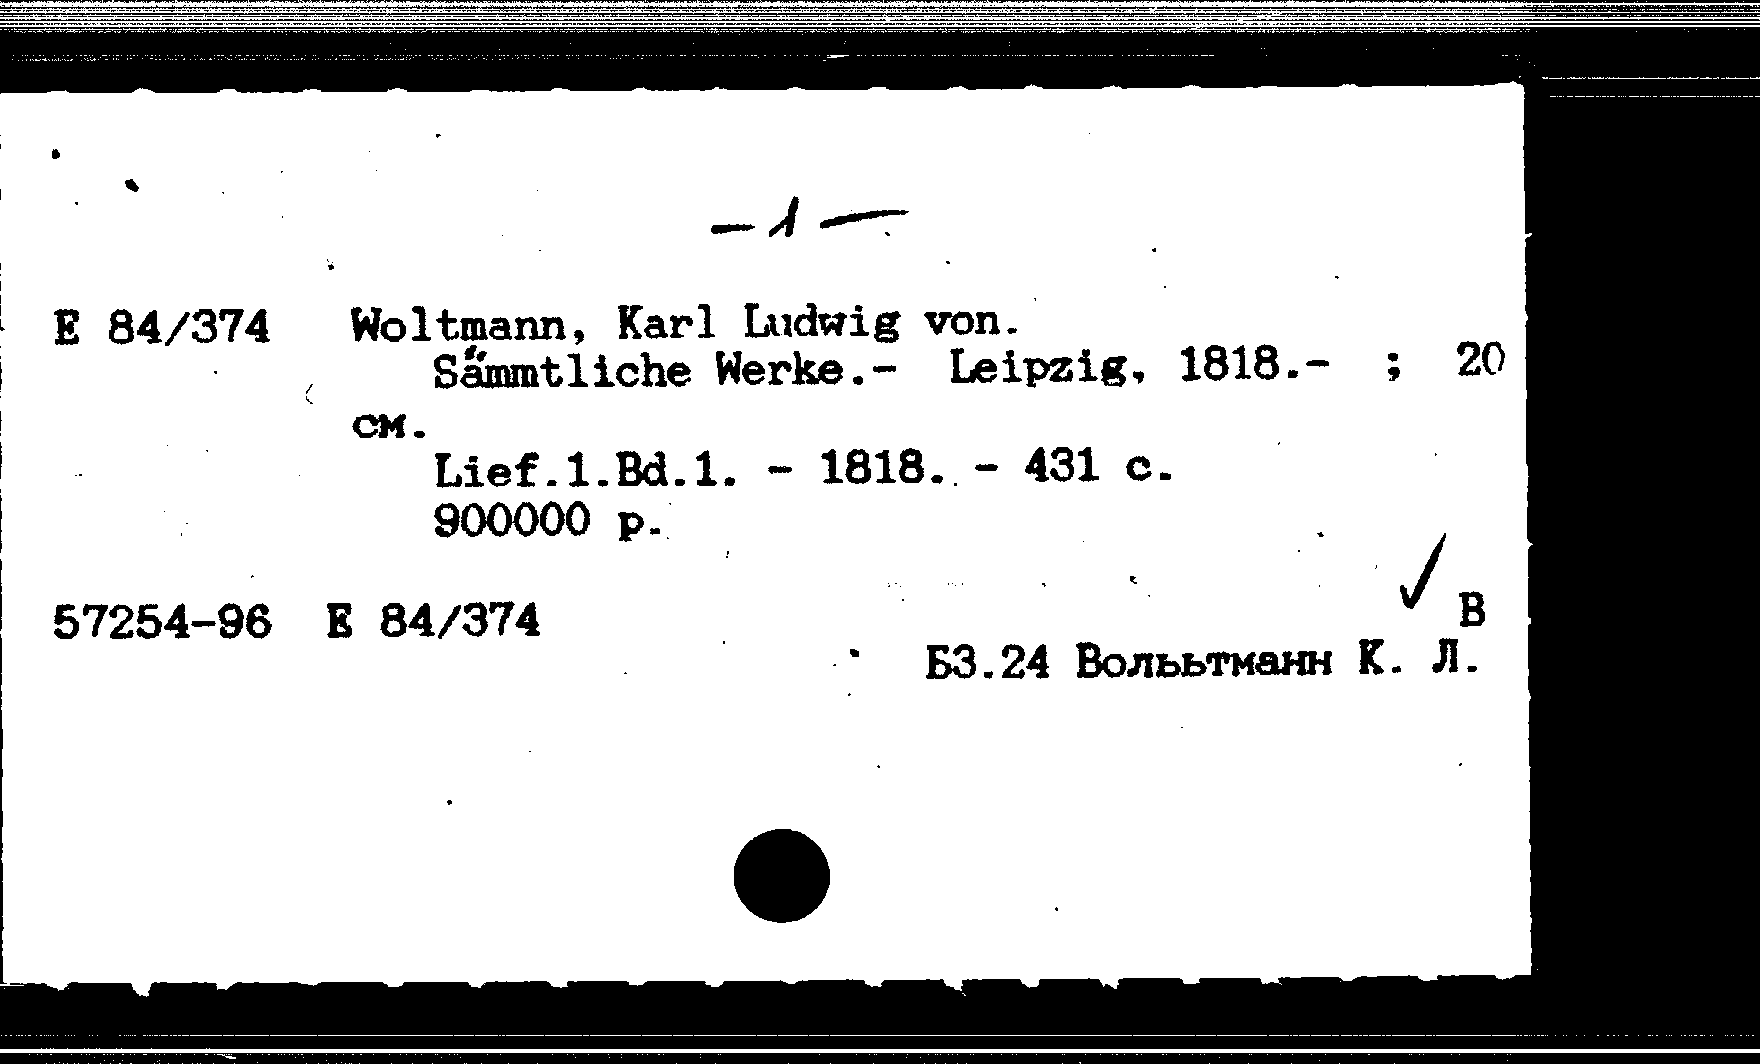 - 1 -
E 84/374 Woltmann, Karl Ludwig von.
Sämmtliche Werke.- Leipzig, 1818.- ; 20
см.
Lief.1.Bd.1. - 1818. - 431 с.
900000 р.
57254-96 E 84/374 В
Б3.24 Волььтманн К. Л.